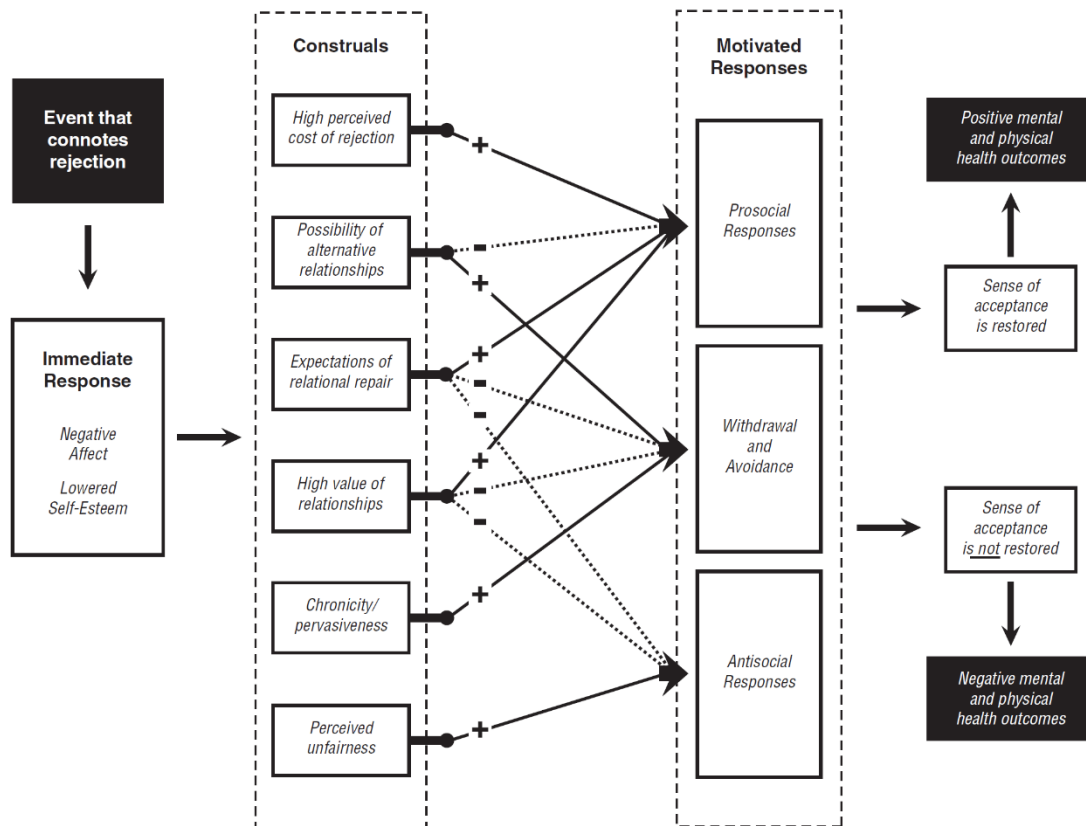 Event that
connotes
rejection
Immediate
Response
Negative
Affect
Lowered
Self-Esteem
Construals
High perceived
cost of rejection
Possibility of
alternative
relationships
Expectations of
relational repair
High value of
relationships
Chronicity/
pervasiveness
Perceived
unfairness
+
-
+
+
-
-
+
-
-
+
+
Motivated
Responses
Prosocial
Responses
Withdrawal
and
Avoidance
Antisocial
Responses
Positive mental
and physical
health outcomes
Sense of
acceptance
is restored
Sense of
acceptance
is not restored
Negative mental
and physical
health outcomes